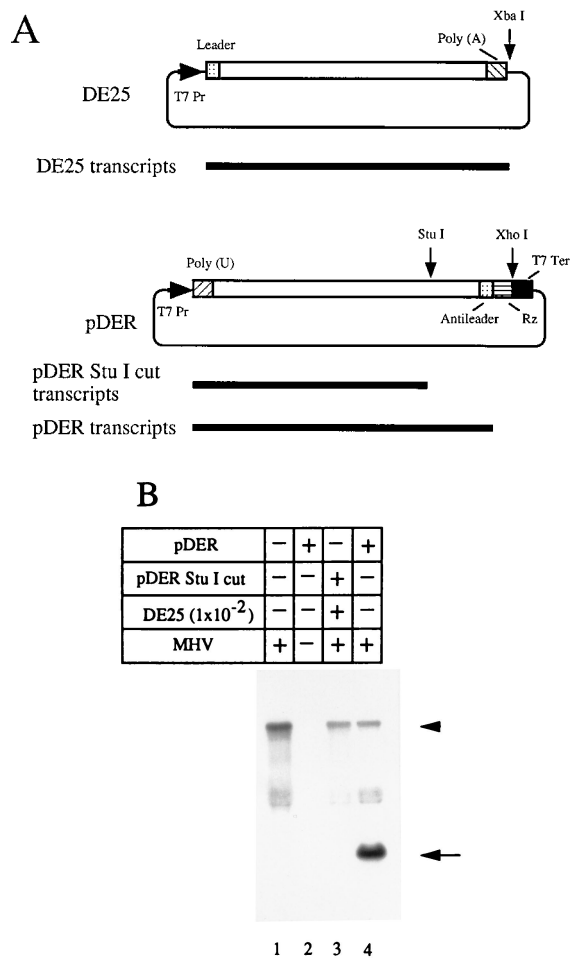 A
Xba I
Leader
Poly (A)
T7 Pr
DE25
DE25 transcripts
Stu I
Xho I
T7 Ter
Poly (U)
T7 Pr
Antileader
Rz
pDER
pDER Stu I cut
transcripts
pDER transcripts
B
pDER − + − +
pDER Stu I cut − − + −
DE25 (1x10-2) − − + −
MHV + − + +
1 2 3 4